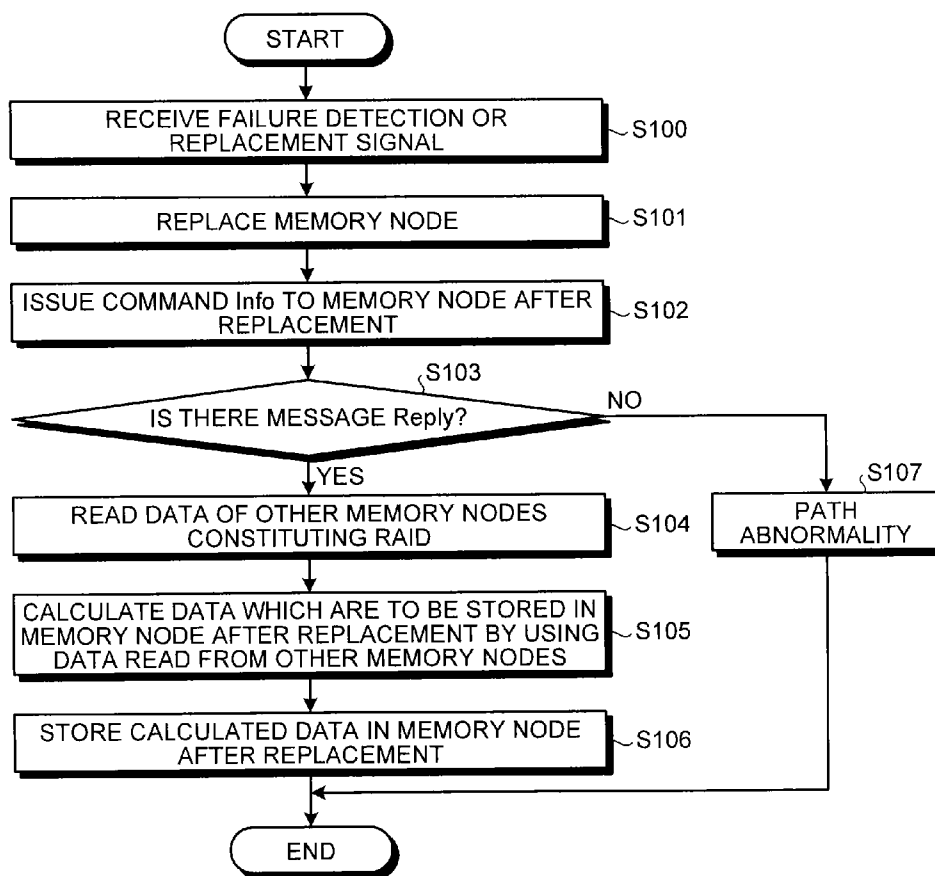 START
RECEIVE FAILURE DETECTION OR
REPLACEMENT SIGNAL
S100
REPLACE MEMORY NODE
S101
ISSUE COMMAND Info TO MEMORY NODE AFTER
REPLACEMENT
S102
S103
IS THERE MESSAGE Reply?
NO
YES
S107
PATH
ABNORMALITY
READ DATA OF OTHER MEMORY NODES
CONSTITUTING RAID
S104
CALCULATE DATA WHICH ARE TO BE STORED IN
MEMORY NODE AFTER REPLACEMENT BY USING
DATA READ FROM OTHER MEMORY NODES
S105
STORE CALCULATED DATA IN MEMORY NODE
AFTER REPLACEMENT
S106
END